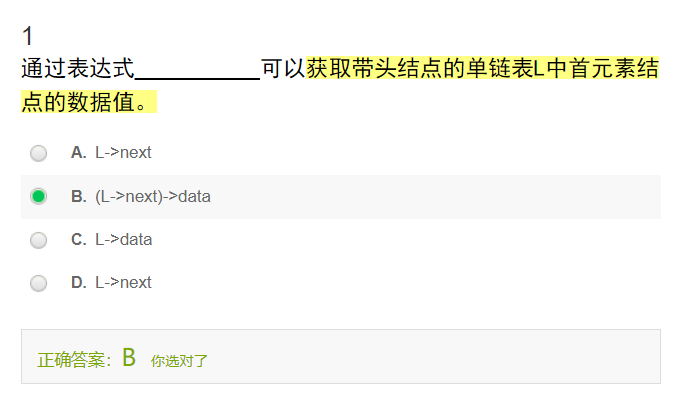 1
通过表达式___________可以获取带头结点的单链表L中首元素结
点的数据值。
A. L->next
B. (L->next)->data
C. L->data
D. L->next
正确答案：B 你选对了